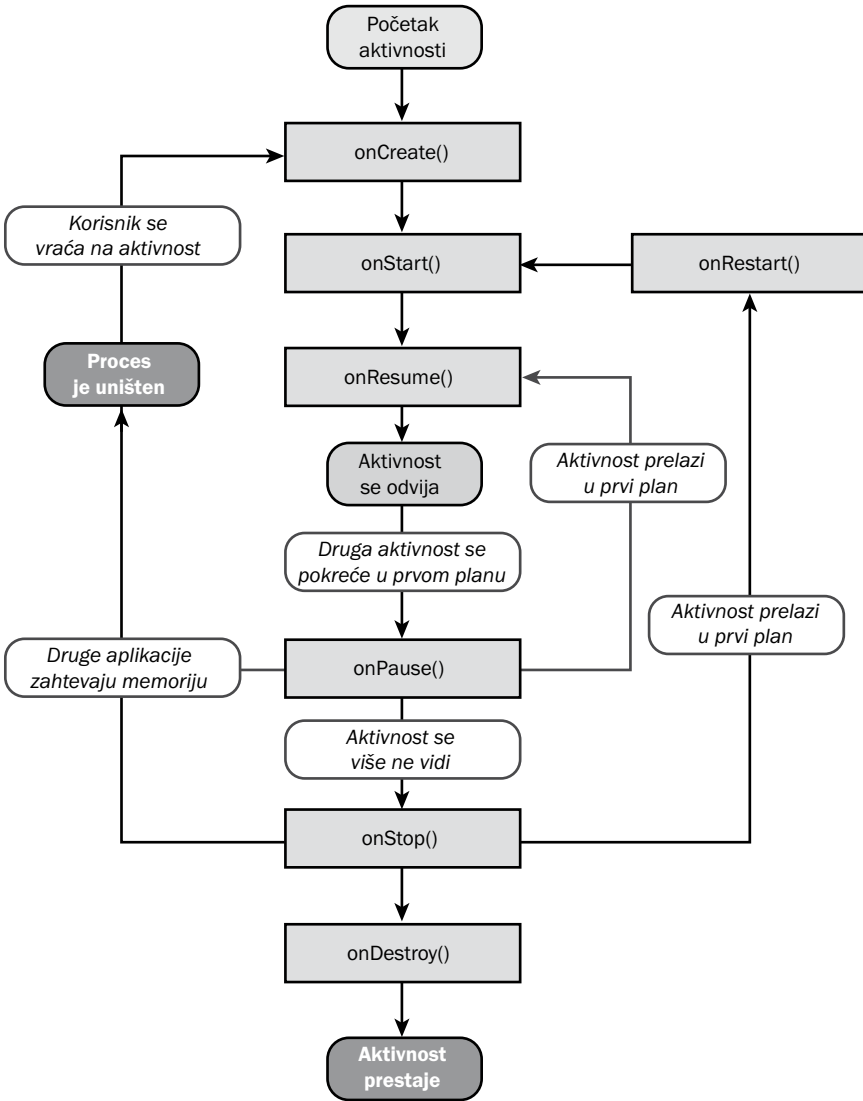 Početak
aktivnosti
onCreate()
Korisnik se
vraća na aktivnost
onStart()
onRestart()
Proces
je uništen
onResume()
Aktivnost
se odvija
Aktivnost prelazi
u prvi plan
Druga aktivnost se
pokreće u prvom planu
Aktivnost prelazi
u prvi plan
Druge aplikacije
zahtevaju memoriju
onPause()
Aktivnost se
više ne vidi
onStop()
onDestroy()
Aktivnost
prestaje